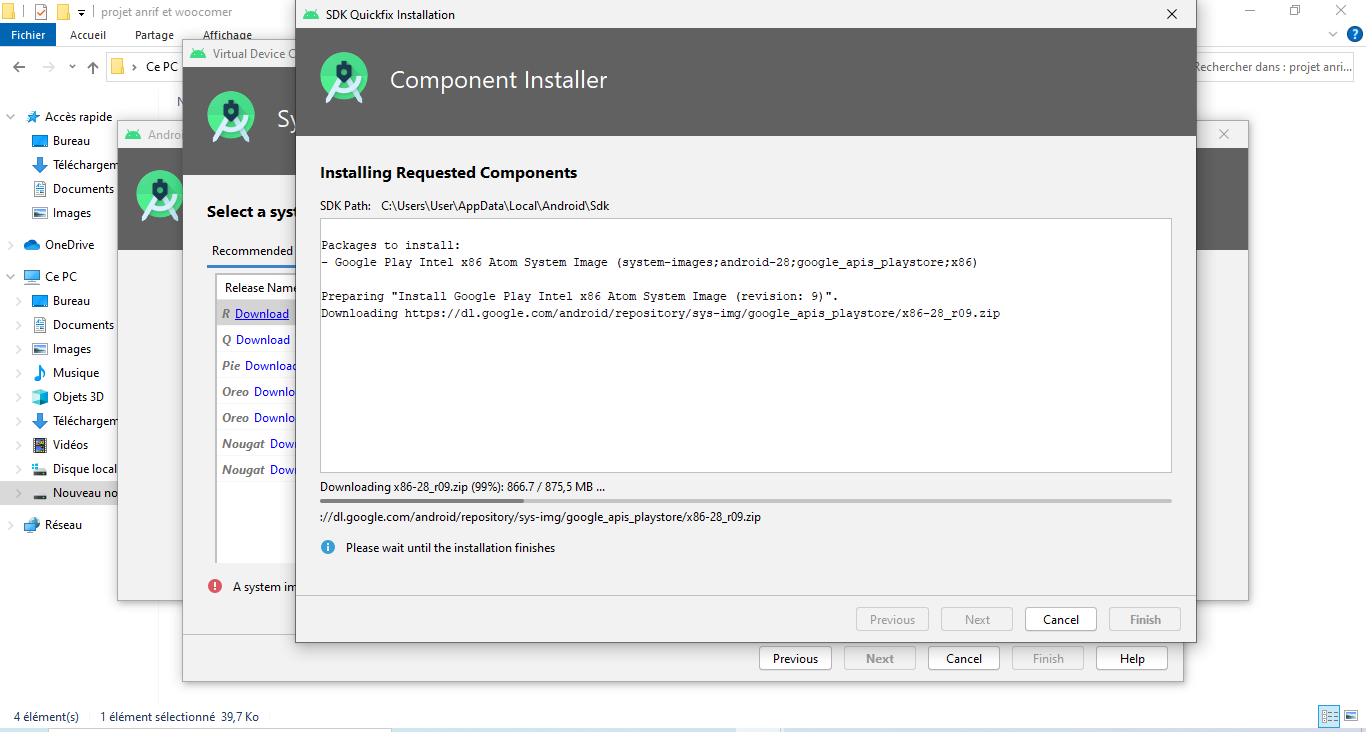 projet anrif et woocomer
Fichier
Accueil
Partage
Affichage
Ce PC
Rechercher dans : projet anri...
Accès rapide
Bureau
Téléchargem
Documents
Images
OneDrive
Ce PC
Bureau
Documents
Images
Musique
Objets 3D
Téléchargem
Vidéos
Disque local
Nouveau no
Réseau
4 élément(s)
1 élément sélectionné 39,7 Ko
Androi
Virtual Device C
Sy
Select a syst
Recommended
Release Name
R Download
Q Download
Pie Download
Oreo Downlo
Oreo Downlo
Nougat Down
Nougat Down
A system im
Previous
Next
Cancel
Finish
Help
SDK Quickfix Installation
Component Installer
Installing Requested Components
SDK Path: C:\Users\User\AppData\Local\Android\Sdk
Packages to install:
- Google Play Intel x86 Atom System Image (system-images;android-28;google_apis_playstore;x86)
Preparing "Install Google Play Intel x86 Atom System Image (revision: 9)".
Downloading https://dl.google.com/android/repository/sys-img/google_apis_playstore/x86-28_r09.zip
Downloading x86-28_r09.zip (99%): 866.7 / 875,5 MB ...
://dl.google.com/android/repository/sys-img/google_apis_playstore/x86-28_r09.zip
Please wait until the installation finishes
Previous
Next
Cancel
Finish